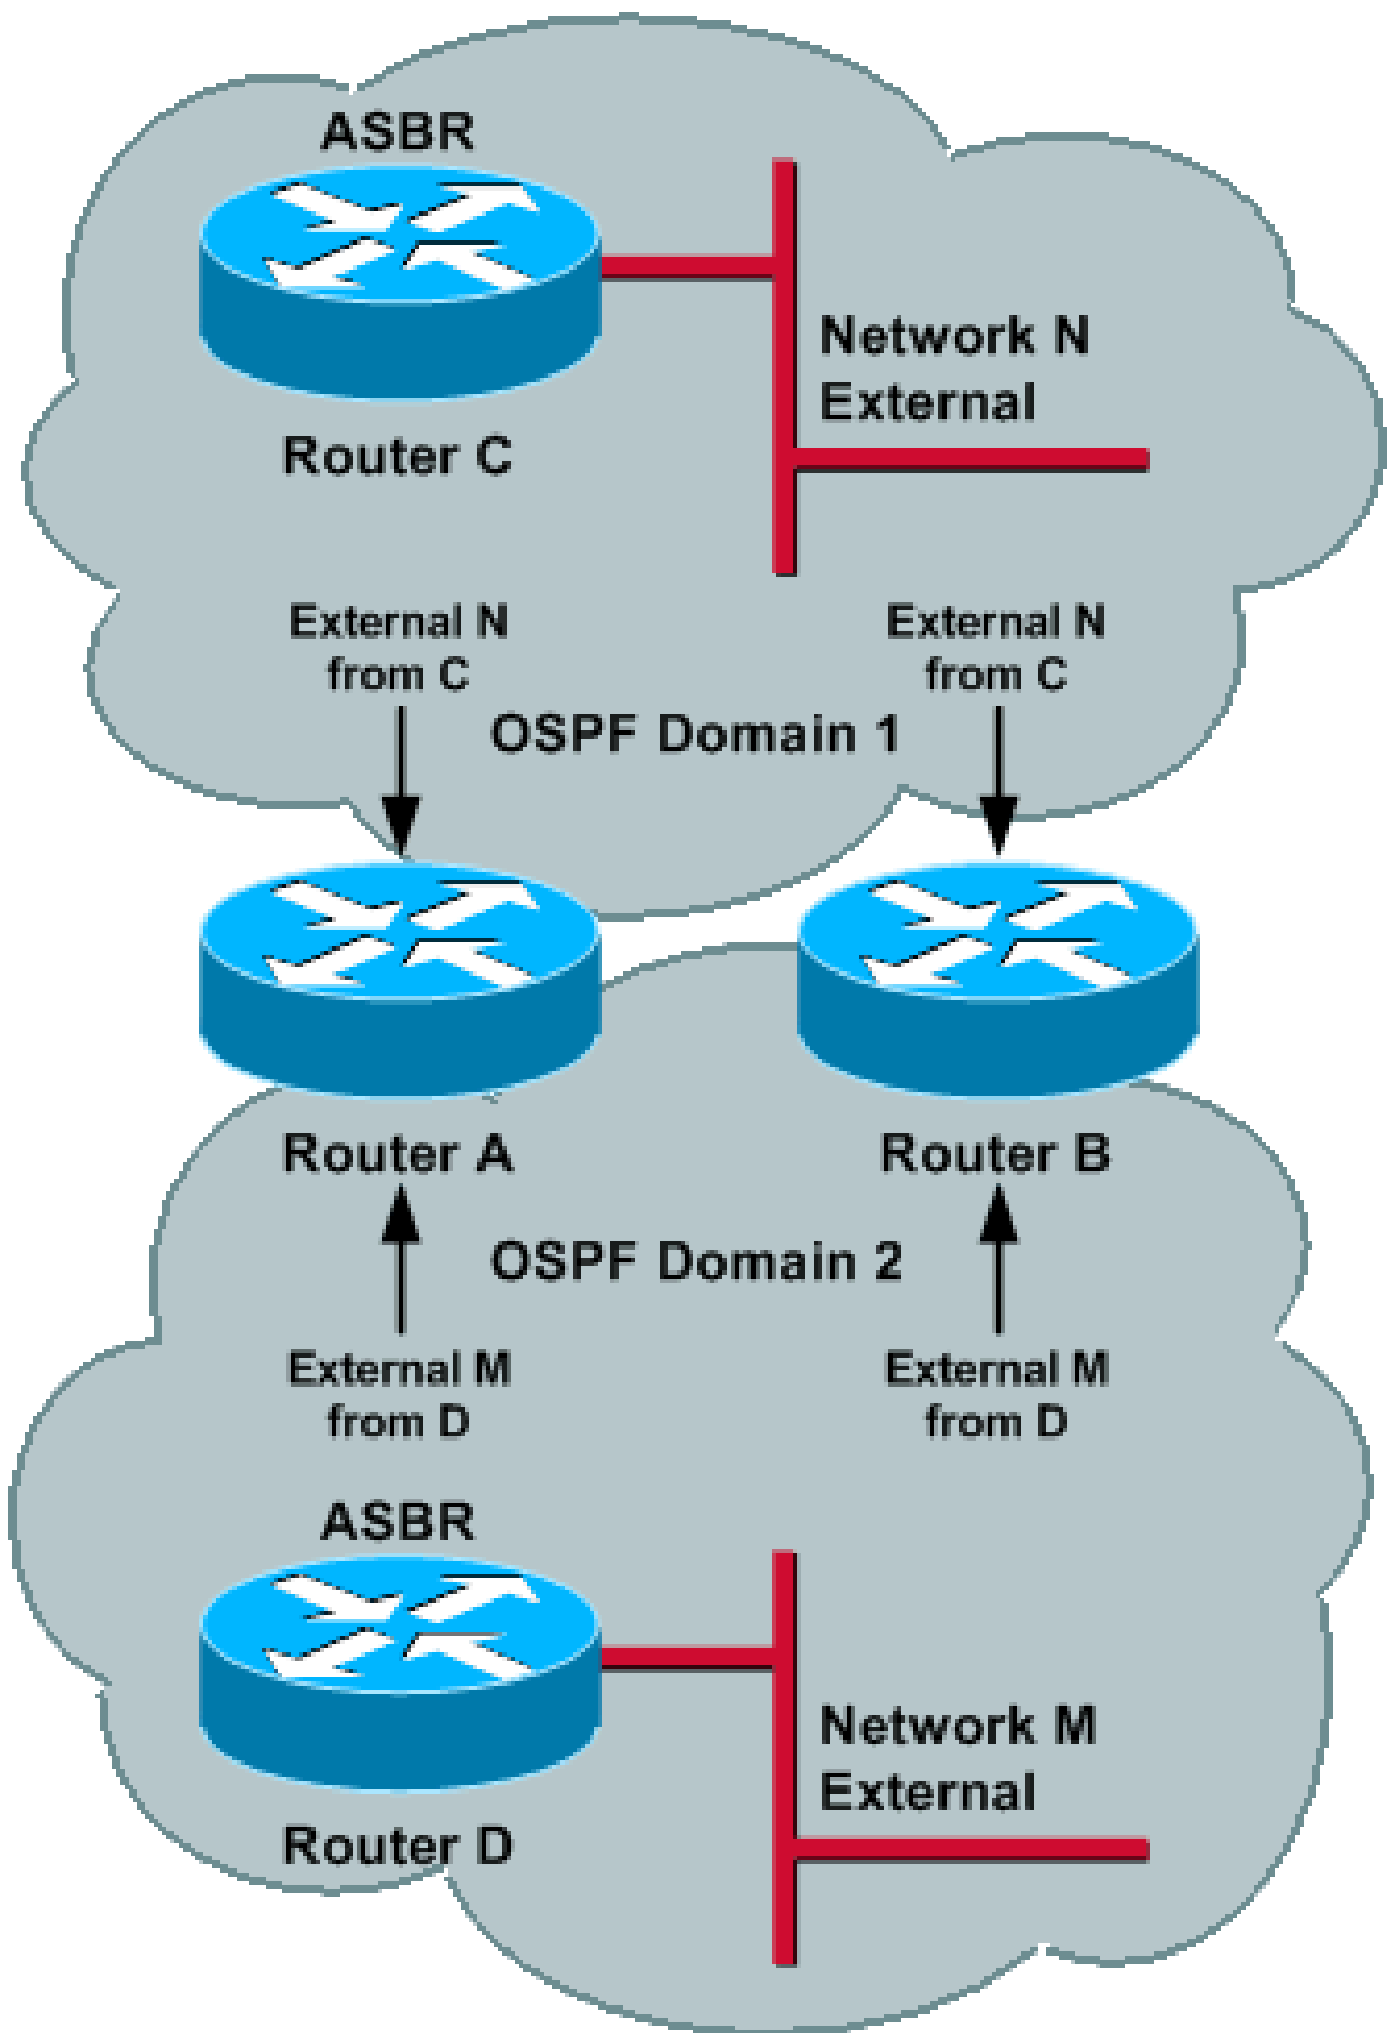 ASBR
Router C
Network N
External
External N
from C
External N
from C
OSPF Domain 1
Router A
Router B
OSPF Domain 2
External M
from D
External M
from D
ASBR
Router D
Network M
External